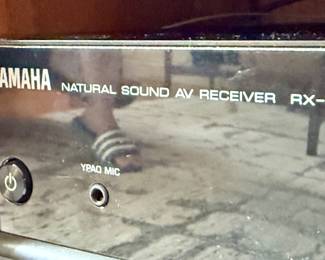 YAMAHA NATURAL SOUND AV RECEIVER RX-
YPAO MIC